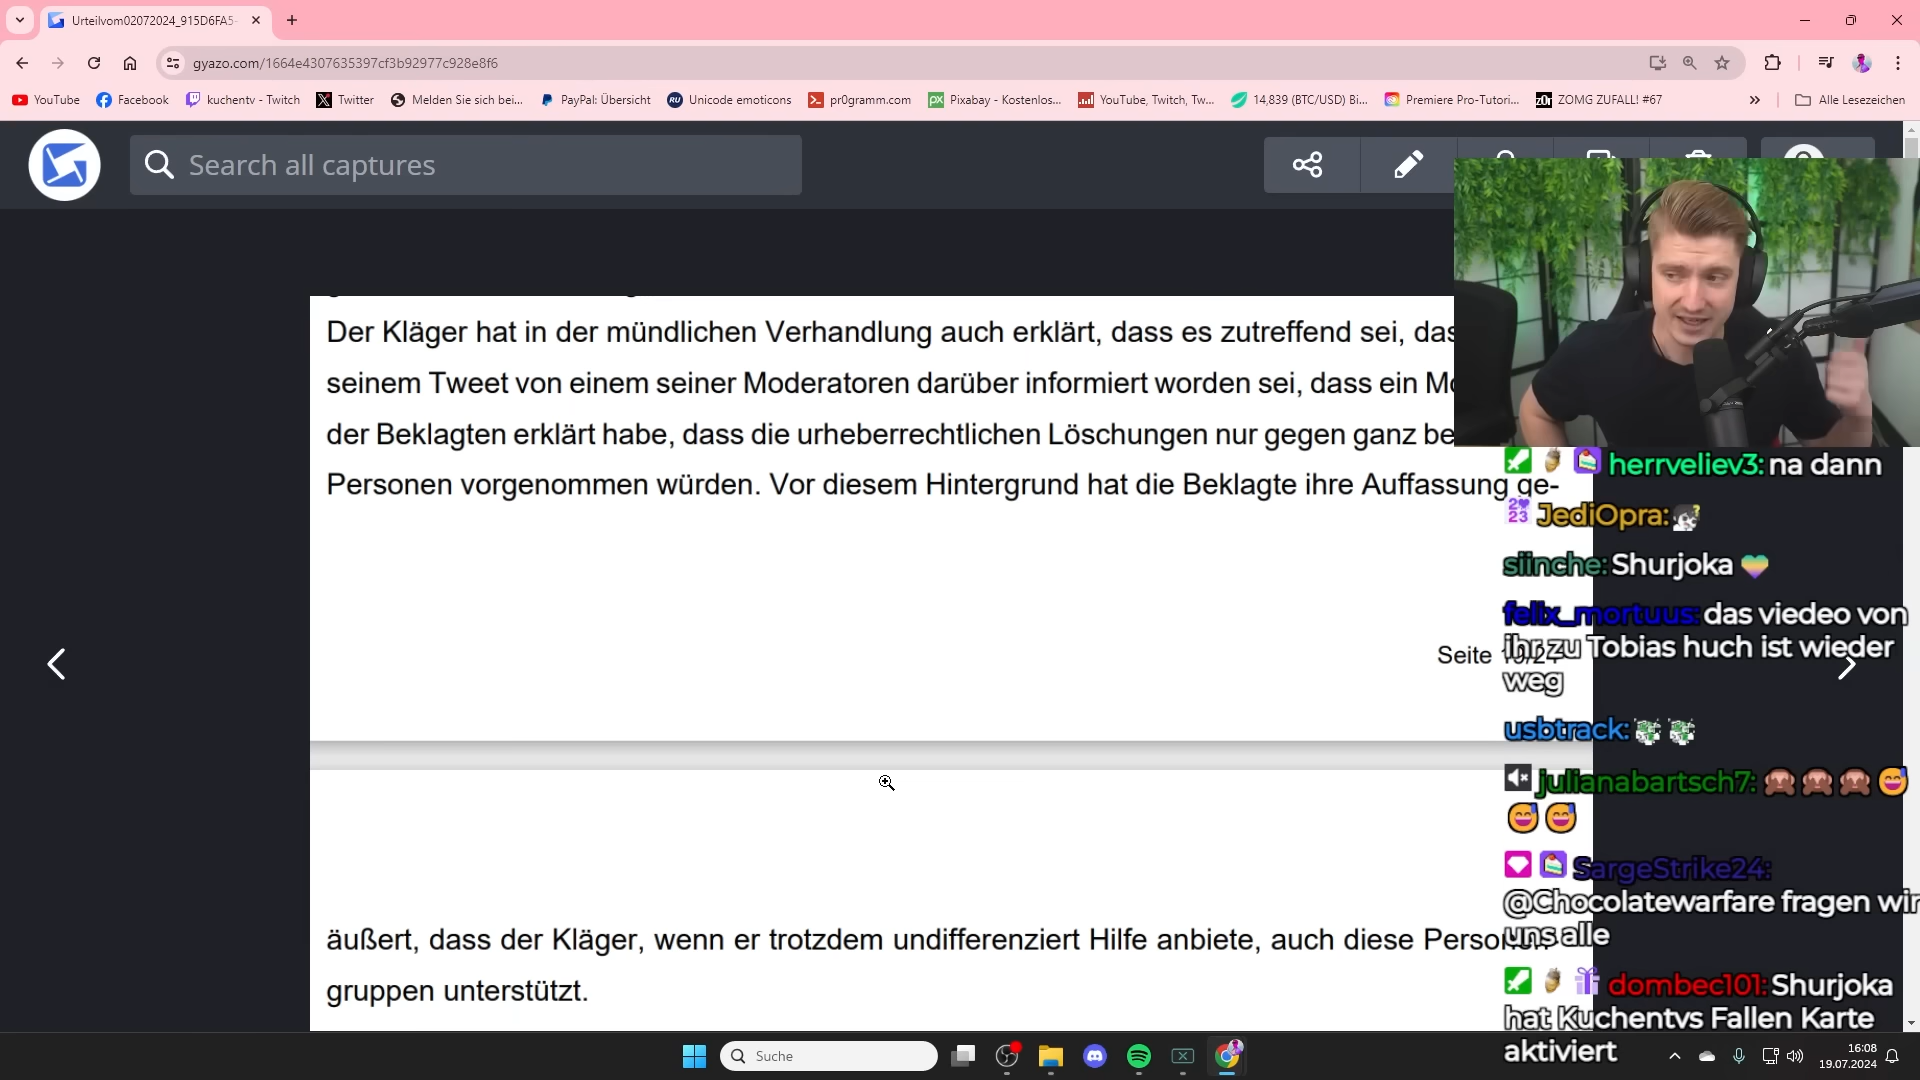 Urteilvom02072024_915D6FA5-
gyazo.com/1664e4307635397cf3b92977c928e8f6
YouTube
Facebook
kuchentv - Twitch
Twitter
Melden Sie sich bei...
PayPal: Übersicht
Unicode emoticons
pr0gramm.com
Pixabay - Kostenlos...
YouTube, Twitch, Tw...
14,839 (BTC/USD) Bi...
Premiere Pro-Tutori...
ZOMG ZUFALL! #67
Alle Lesezeichen
Search all captures
Der Kläger hat in der mündlichen Verhandlung auch erklärt, dass es zutreffend sei, das
seinem Tweet von einem seiner Moderatoren darüber informiert worden sei, dass ein Mo
der Beklagten erklärt habe, dass die urheberrechtlichen Löschungen nur gegen ganz be
Personen vorgenommen würden. Vor diesem Hintergrund hat die Beklagte ihre Auffassung ge-
Seite
äußert, dass der Kläger, wenn er trotzdem undifferenziert Hilfe anbiete, auch diese Personen-
gruppen unterstützt.
herrveliev3: na dann
JediOpra:
siinche: Shurjoka
felix_mortuus: das viedeo von
ihr zu Tobias huch ist wieder
weg
usbtrack:
julianabartsch7:
SargeStrike24:
@Chocolatewarfare fragen wir
uns alle
dombec101: Shurjoka
hat Kuchentvs Fallen Karte
aktiviert
Suche
16:08
19.07.2024